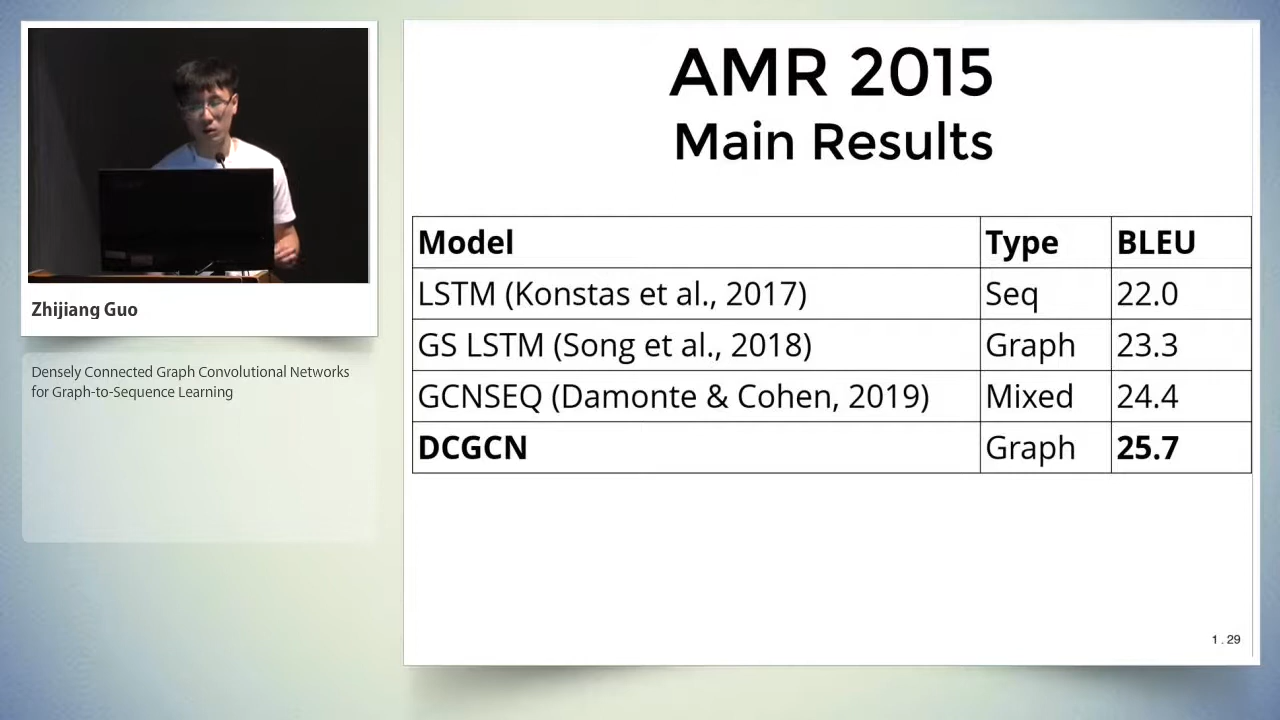 Zhijiang Guo
Densely Connected Graph Convolutional Networks
for Graph-to-Sequence Learning
AMR 2015
Main Results
Model Type BLEU
LSTM (Konstas et al., 2017) Seq 22.0
GS LSTM (Song et al., 2018) Graph 23.3
GCNSEQ (Damonte & Cohen, 2019) Mixed 24.4
DCGCN Graph 25.7
1 . 29